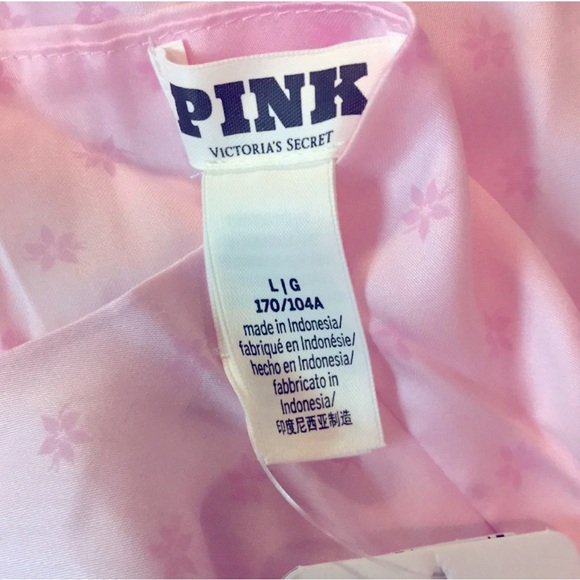 PINK
VICTORIA'S SECRET
L|G
170/104A
made in Indonesia/
fabriqué en Indonésie/
hecho en Indonesia/
fabbricato in
Indonesia/
印度尼西亚制造